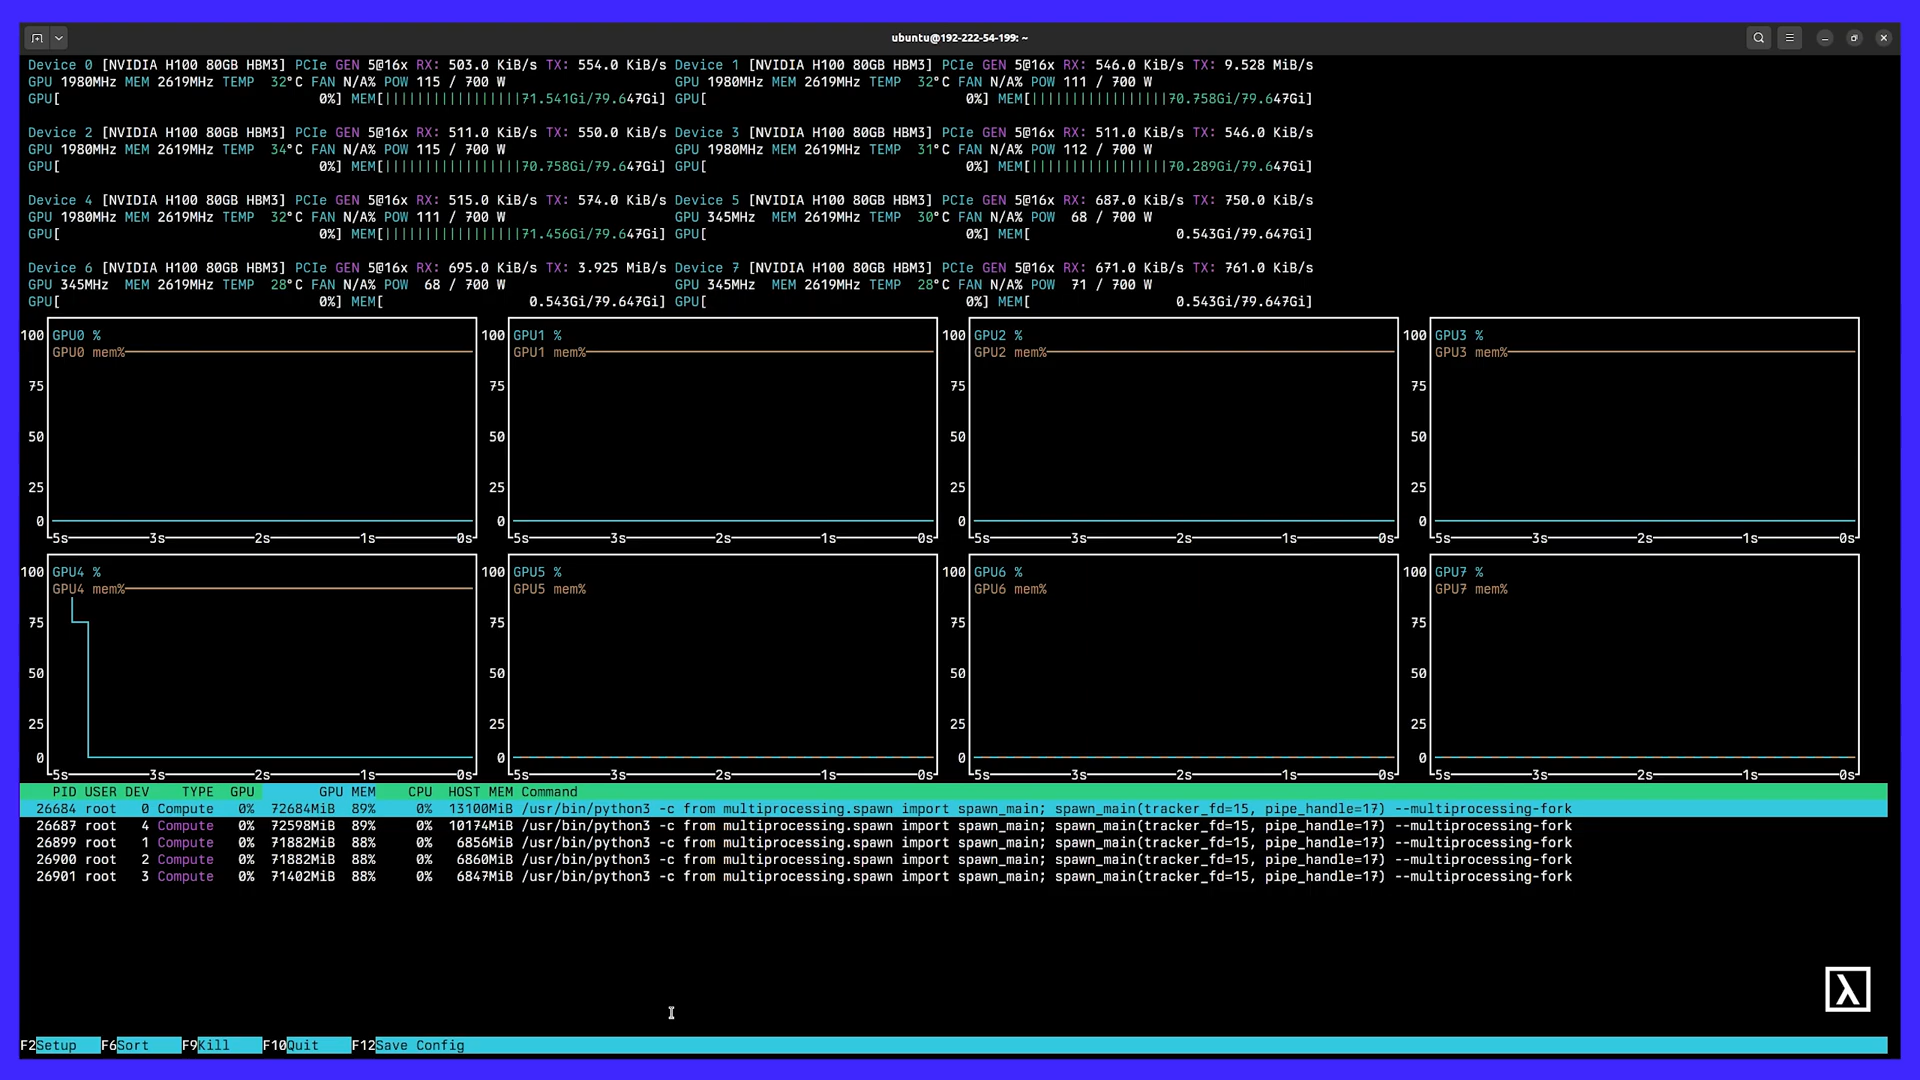 ubuntu@192-222-54-199: ~
Device 0 [NVIDIA H100 80GB HBM3] PCIe GEN 5@16x RX: 503.0 KiB/s TX: 554.0 KiB/s Device 1 [NVIDIA H100 80GB HBM3] PCIe GEN 5@16x RX: 546.0 KiB/s TX: 9.528 MiB/s
GPU 1980MHz MEM 2619MHz TEMP 32°C FAN N/A% POW 115 / 700 W GPU 1980MHz MEM 2619MHz TEMP 32°C FAN N/A% POW 111 / 700 W
GPU[ 0%] MEM[|||||||||||||||||71.541Gi/79.647Gi] GPU[ 0%] MEM[|||||||||||||||||70.758Gi/79.647Gi]
Device 2 [NVIDIA H100 80GB HBM3] PCIe GEN 5@16x RX: 511.0 KiB/s TX: 550.0 KiB/s Device 3 [NVIDIA H100 80GB HBM3] PCIe GEN 5@16x RX: 511.0 KiB/s TX: 546.0 KiB/s
GPU 1980MHz MEM 2619MHz TEMP 34°C FAN N/A% POW 115 / 700 W GPU 1980MHz MEM 2619MHz TEMP 31°C FAN N/A% POW 112 / 700 W
GPU[ 0%] MEM[|||||||||||||||||70.758Gi/79.647Gi] GPU[ 0%] MEM[|||||||||||||||||70.289Gi/79.647Gi]
Device 4 [NVIDIA H100 80GB HBM3] PCIe GEN 5@16x RX: 515.0 KiB/s TX: 574.0 KiB/s Device 5 [NVIDIA H100 80GB HBM3] PCIe GEN 5@16x RX: 687.0 KiB/s TX: 750.0 KiB/s
GPU 1980MHz MEM 2619MHz TEMP 32°C FAN N/A% POW 111 / 700 W GPU 345MHz MEM 2619MHz TEMP 30°C FAN N/A% POW 68 / 700 W
GPU[ 0%] MEM[|||||||||||||||||71.456Gi/79.647Gi] GPU[ 0%] MEM[ 0.543Gi/79.647Gi]
Device 6 [NVIDIA H100 80GB HBM3] PCIe GEN 5@16x RX: 695.0 KiB/s TX: 3.925 MiB/s Device 7 [NVIDIA H100 80GB HBM3] PCIe GEN 5@16x RX: 671.0 KiB/s TX: 761.0 KiB/s
GPU 345MHz MEM 2619MHz TEMP 28°C FAN N/A% POW 68 / 700 W GPU 345MHz MEM 2619MHz TEMP 28°C FAN N/A% POW 71 / 700 W
GPU[ 0%] MEM[ 0.543Gi/79.647Gi] GPU[ 0%] MEM[ 0.543Gi/79.647Gi]
100 GPU0 % 100 GPU1 % 100 GPU2 % 100 GPU3 %
GPU0 mem% GPU1 mem% GPU2 mem% GPU3 mem%
75 75 75 75
50 50 50 50
25 25 25 25
0 0 0 0
5s 3s 2s 1s 0s 5s 3s 2s 1s 0s 5s 3s 2s 1s 0s 5s 3s 2s 1s 0s
100 GPU4 % 100 GPU5 % 100 GPU6 % 100 GPU7 %
GPU4 mem% GPU5 mem% GPU6 mem% GPU7 mem%
75 75 75 75
50 50 50 50
25 25 25 25
0 0 0 0
5s 3s 2s 1s 0s 5s 3s 2s 1s 0s 5s 3s 2s 1s 0s 5s 3s 2s 1s 0s
PID USER DEV TYPE GPU GPU MEM CPU HOST MEM Command
26684 root 0 Compute 0% 72684MiB 89% 0% 13100MiB /usr/bin/python3 -c from multiprocessing.spawn import spawn_main; spawn_main(tracker_fd=15, pipe_handle=17) --multiprocessing-fork
26687 root 4 Compute 0% 72598MiB 89% 0% 10174MiB /usr/bin/python3 -c from multiprocessing.spawn import spawn_main; spawn_main(tracker_fd=15, pipe_handle=17) --multiprocessing-fork
26899 root 1 Compute 0% 71882MiB 88% 0% 6856MiB /usr/bin/python3 -c from multiprocessing.spawn import spawn_main; spawn_main(tracker_fd=15, pipe_handle=17) --multiprocessing-fork
26900 root 2 Compute 0% 71882MiB 88% 0% 6860MiB /usr/bin/python3 -c from multiprocessing.spawn import spawn_main; spawn_main(tracker_fd=15, pipe_handle=17) --multiprocessing-fork
26901 root 3 Compute 0% 71402MiB 88% 0% 6847MiB /usr/bin/python3 -c from multiprocessing.spawn import spawn_main; spawn_main(tracker_fd=15, pipe_handle=17) --multiprocessing-fork
λ
F2Setup F6Sort F9Kill F10Quit F12Save Config